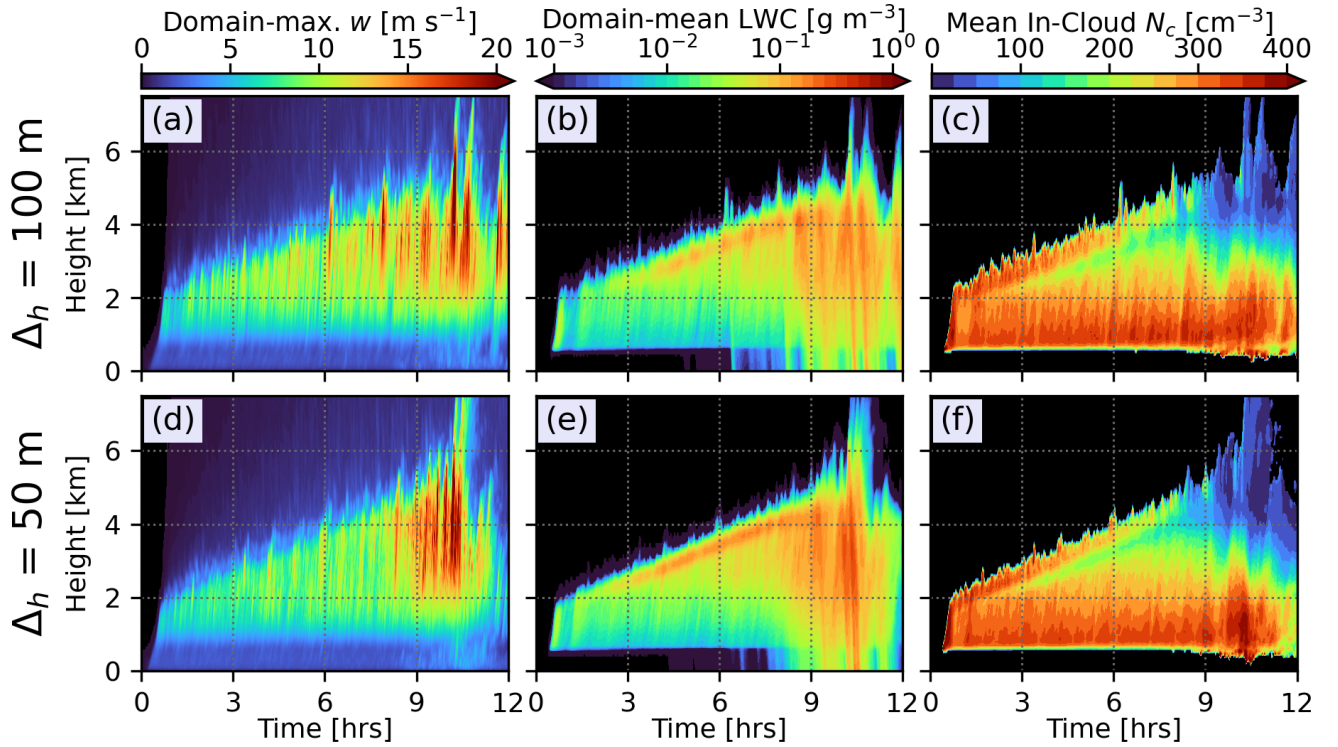 Domain-max. w [m s⁻¹] Domain-mean LWC [g m⁻³] Mean In-Cloud N_c [cm⁻³]
0 5 10 15 20 10⁻³ 10⁻² 10⁻¹ 10⁰ 0 100 200 300 400
Δ_h = 100 m
Height [km]
(a) (b) (c)
6
4
2
0
Δ_h = 50 m
Height [km]
(d) (e) (f)
6
4
2
0
0 3 6 9 12 0 3 6 9 12 0 3 6 9 12
Time [hrs] Time [hrs] Time [hrs]